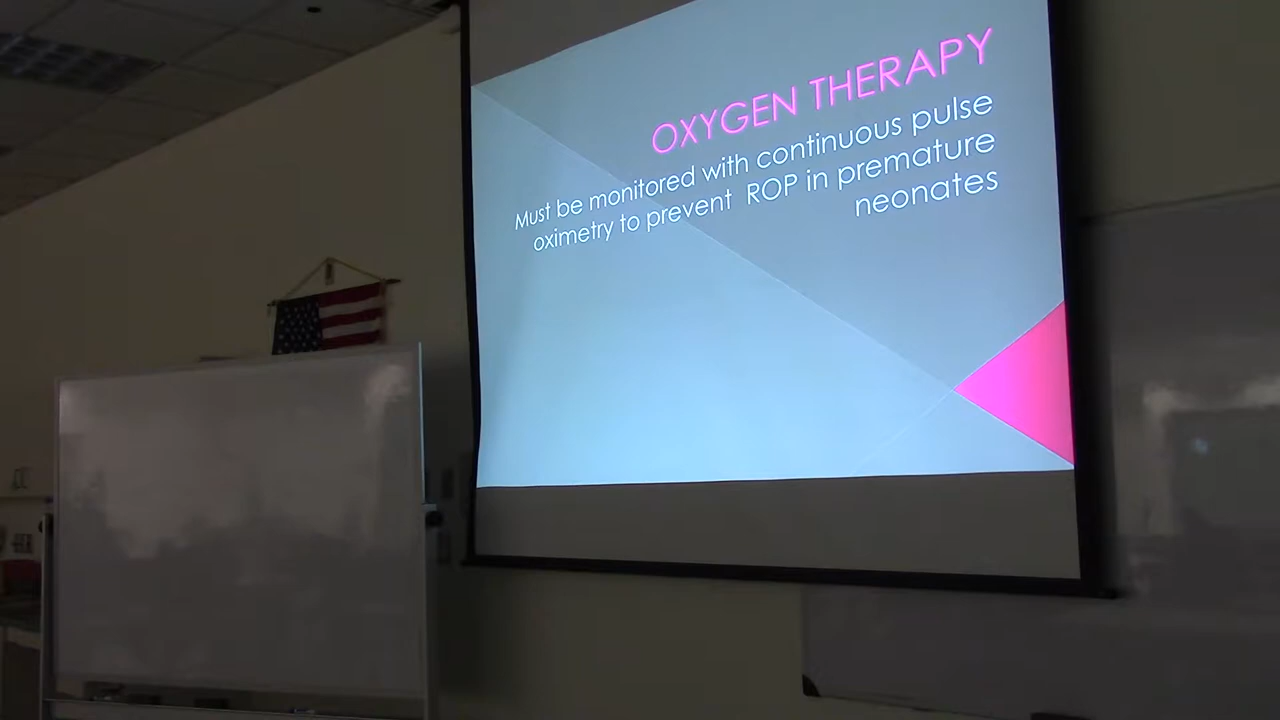 OXYGEN THERAPY
Must be monitored with continuous pulse
oximetry to prevent ROP in premature
neonates